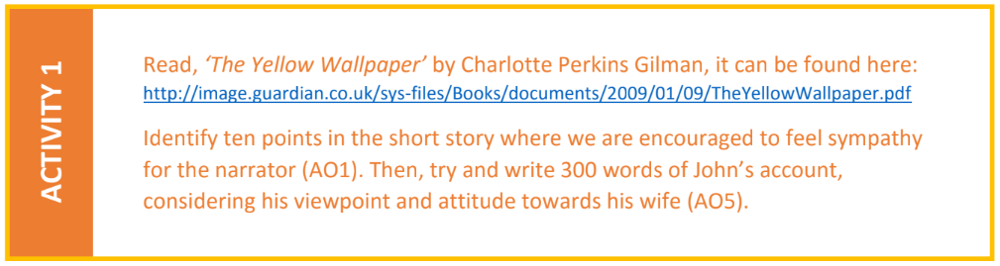 ACTIVITY 1
Read, ‘The Yellow Wallpaper’ by Charlotte Perkins Gilman, it can be found here:
http://image.guardian.co.uk/sys-files/Books/documents/2009/01/09/TheYellowWallpaper.pdf
Identify ten points in the short story where we are encouraged to feel sympathy
for the narrator (AO1). Then, try and write 300 words of John’s account,
considering his viewpoint and attitude towards his wife (AO5).